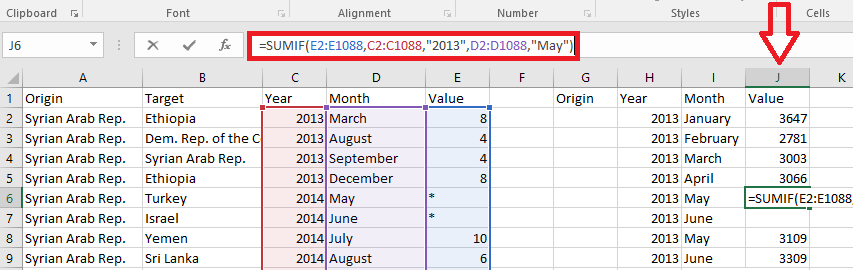 Clipboard Font Alignment Number Styles Cells
J6 fx =SUMIF(E2:E1088,C2:C1088,"2013",D2:D1088,"May")
A B C D E F G H I J K
1 Origin Target Year Month Value Origin Year Month Value
2 Syrian Arab Rep. Ethiopia 2013 March 8 2013 January 3647
3 Syrian Arab Rep. Dem. Rep. of the C 2013 August 4 2013 February 2781
4 Syrian Arab Rep. Syrian Arab Rep. 2013 September 4 2013 March 3003
5 Syrian Arab Rep. Ethiopia 2013 December 8 2013 April 3066
6 Syrian Arab Rep. Turkey 2014 May * 2013 May =SUMIF(E2:E1088,
7 Syrian Arab Rep. Israel 2014 June * 2013 June
8 Syrian Arab Rep. Yemen 2014 July 10 2013 May 3109
9 Syrian Arab Rep. Sri Lanka 2014 August 6 2013 June 3309